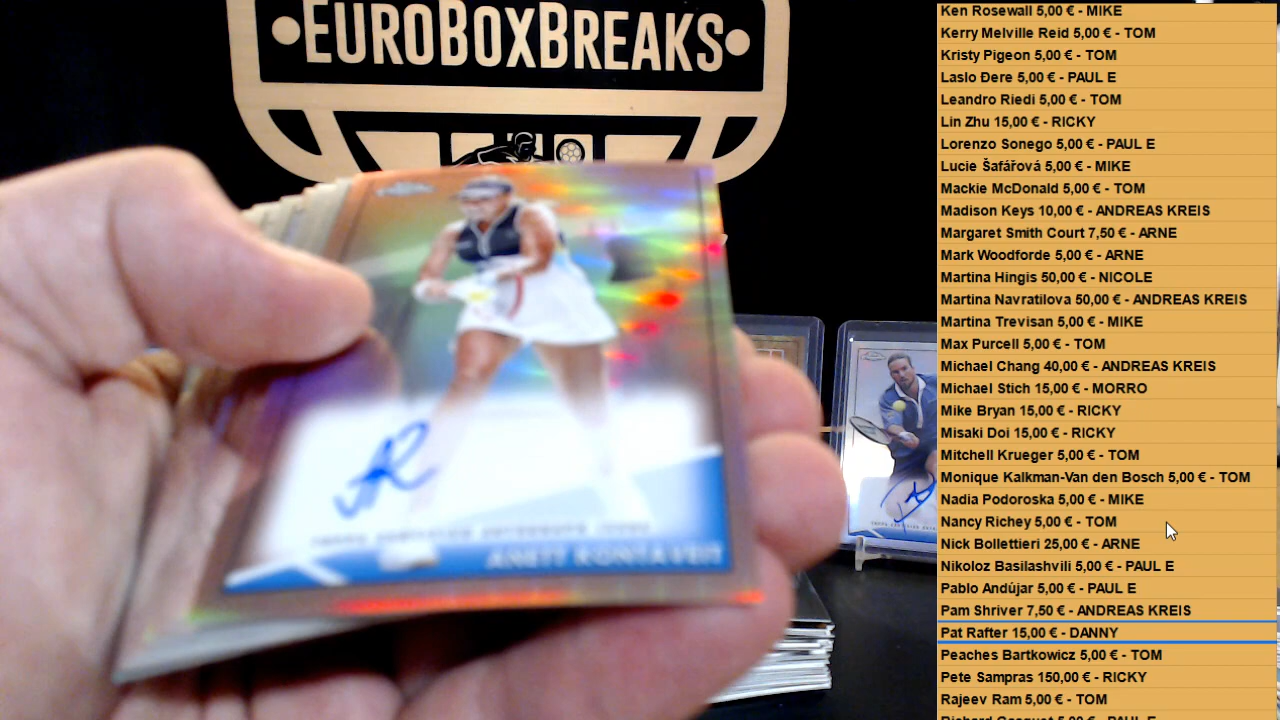 EUROBOXBREAKS
ANETT KONTAVEIT
Ken Rosewall 5,00 € - MIKE
Kerry Melville Reid 5,00 € - TOM
Kristy Pigeon 5,00 € - TOM
Laslo Đere 5,00 € - PAUL E
Leandro Riedi 5,00 € - TOM
Lin Zhu 15,00 € - RICKY
Lorenzo Sonego 5,00 € - PAUL E
Lucie Šafářová 5,00 € - MIKE
Mackie McDonald 5,00 € - TOM
Madison Keys 10,00 € - ANDREAS KREIS
Margaret Smith Court 7,50 € - ARNE
Mark Woodforde 5,00 € - ARNE
Martina Hingis 50,00 € - NICOLE
Martina Navratilova 50,00 € - ANDREAS KREIS
Martina Trevisan 5,00 € - MIKE
Max Purcell 5,00 € - TOM
Michael Chang 40,00 € - ANDREAS KREIS
Michael Stich 15,00 € - MORRO
Mike Bryan 15,00 € - RICKY
Misaki Doi 15,00 € - RICKY
Mitchell Krueger 5,00 € - TOM
Monique Kalkman-Van den Bosch 5,00 € - TOM
Nadia Podoroska 5,00 € - MIKE
Nancy Richey 5,00 € - TOM
Nick Bollettieri 25,00 € - ARNE
Nikoloz Basilashvili 5,00 € - PAUL E
Pablo Andújar 5,00 € - PAUL E
Pam Shriver 7,50 € - ANDREAS KREIS
Pat Rafter 15,00 € - DANNY
Peaches Bartkowicz 5,00 € - TOM
Pete Sampras 150,00 € - RICKY
Rajeev Ram 5,00 € - TOM
Richard Gasquet 5,00 € - PAUL E